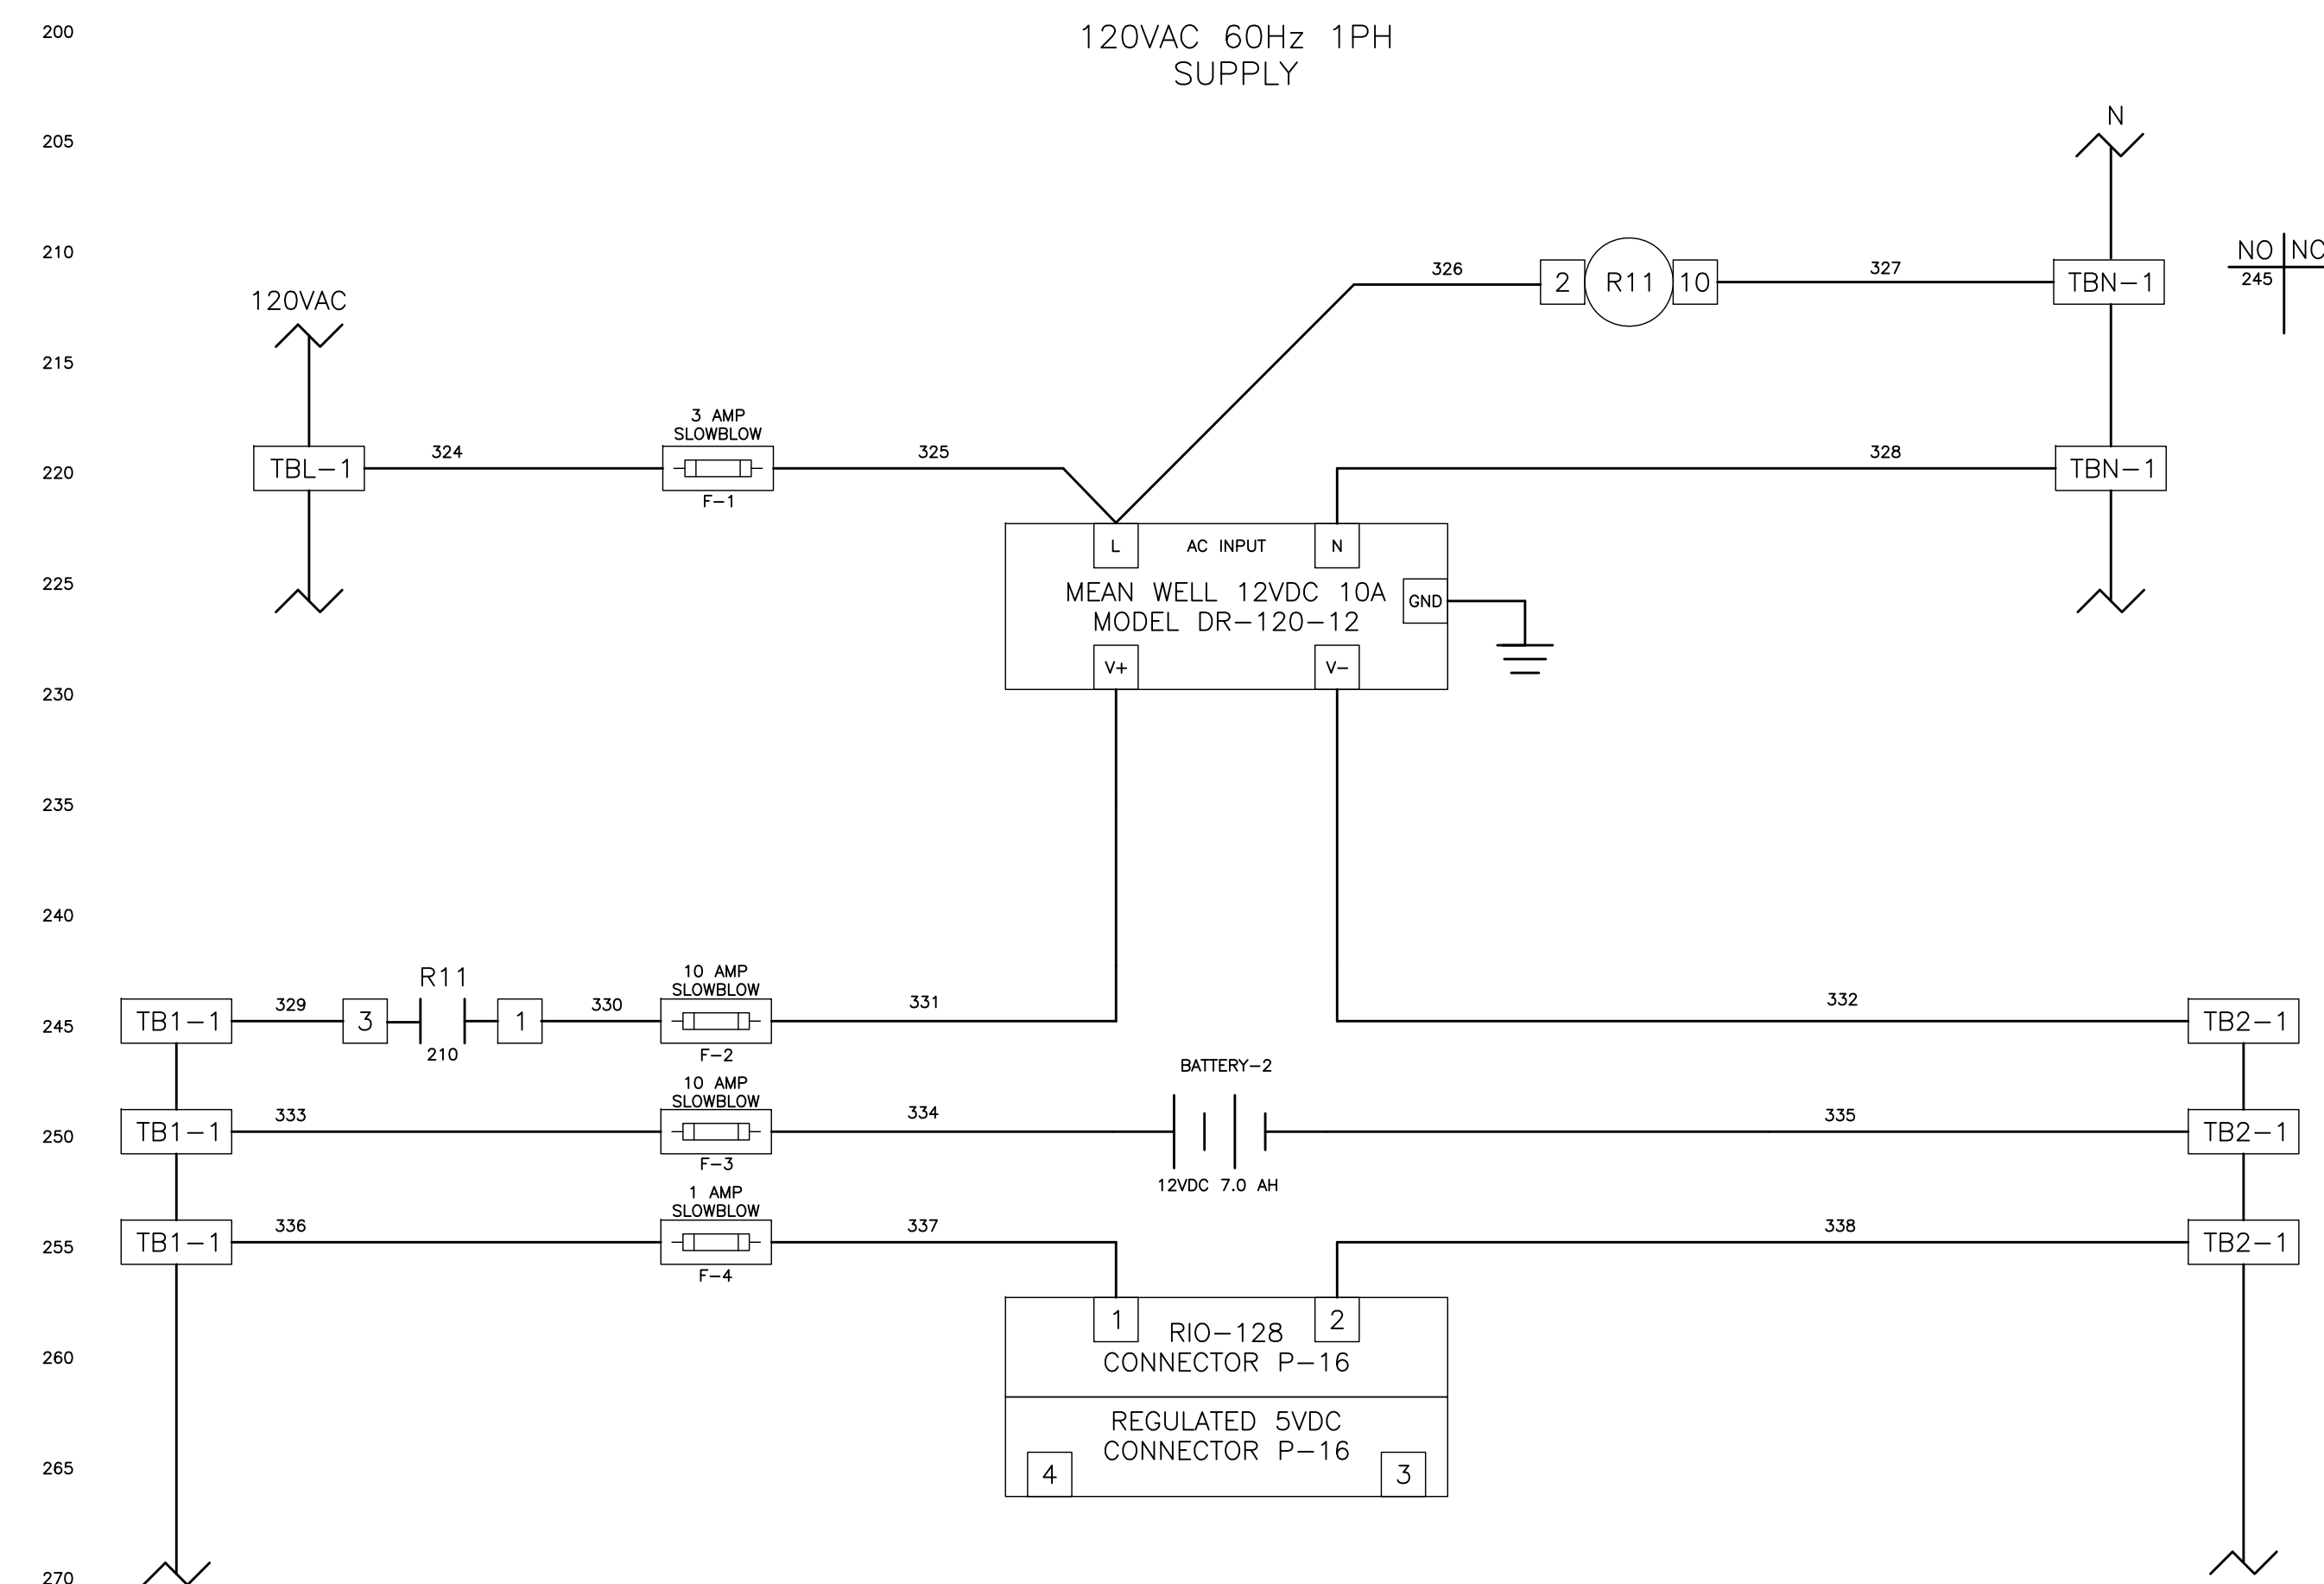 200
120VAC 60Hz 1PH
SUPPLY
N
205
210
326
2
R11
10
327
TBN-1
NO
NC
245
120VAC
215
3 AMP
SLOWBLOW
220
TBL-1
324
325
328
TBN-1
F-1
L
AC INPUT
N
225
MEAN WELL 12VDC 10A
MODEL DR-120-12
GND
V+
V-
230
235
240
R11
10 AMP
SLOWBLOW
245
TB1-1
329
3
1
330
331
332
TB2-1
210
F-2
BATTERY-2
10 AMP
SLOWBLOW
250
TB1-1
333
334
335
TB2-1
F-3
12VDC 7.0 AH
1 AMP
SLOWBLOW
255
TB1-1
336
337
338
TB2-1
F-4
1
2
RIO-128
260
CONNECTOR P-16
REGULATED 5VDC
CONNECTOR P-16
265
4
3
270